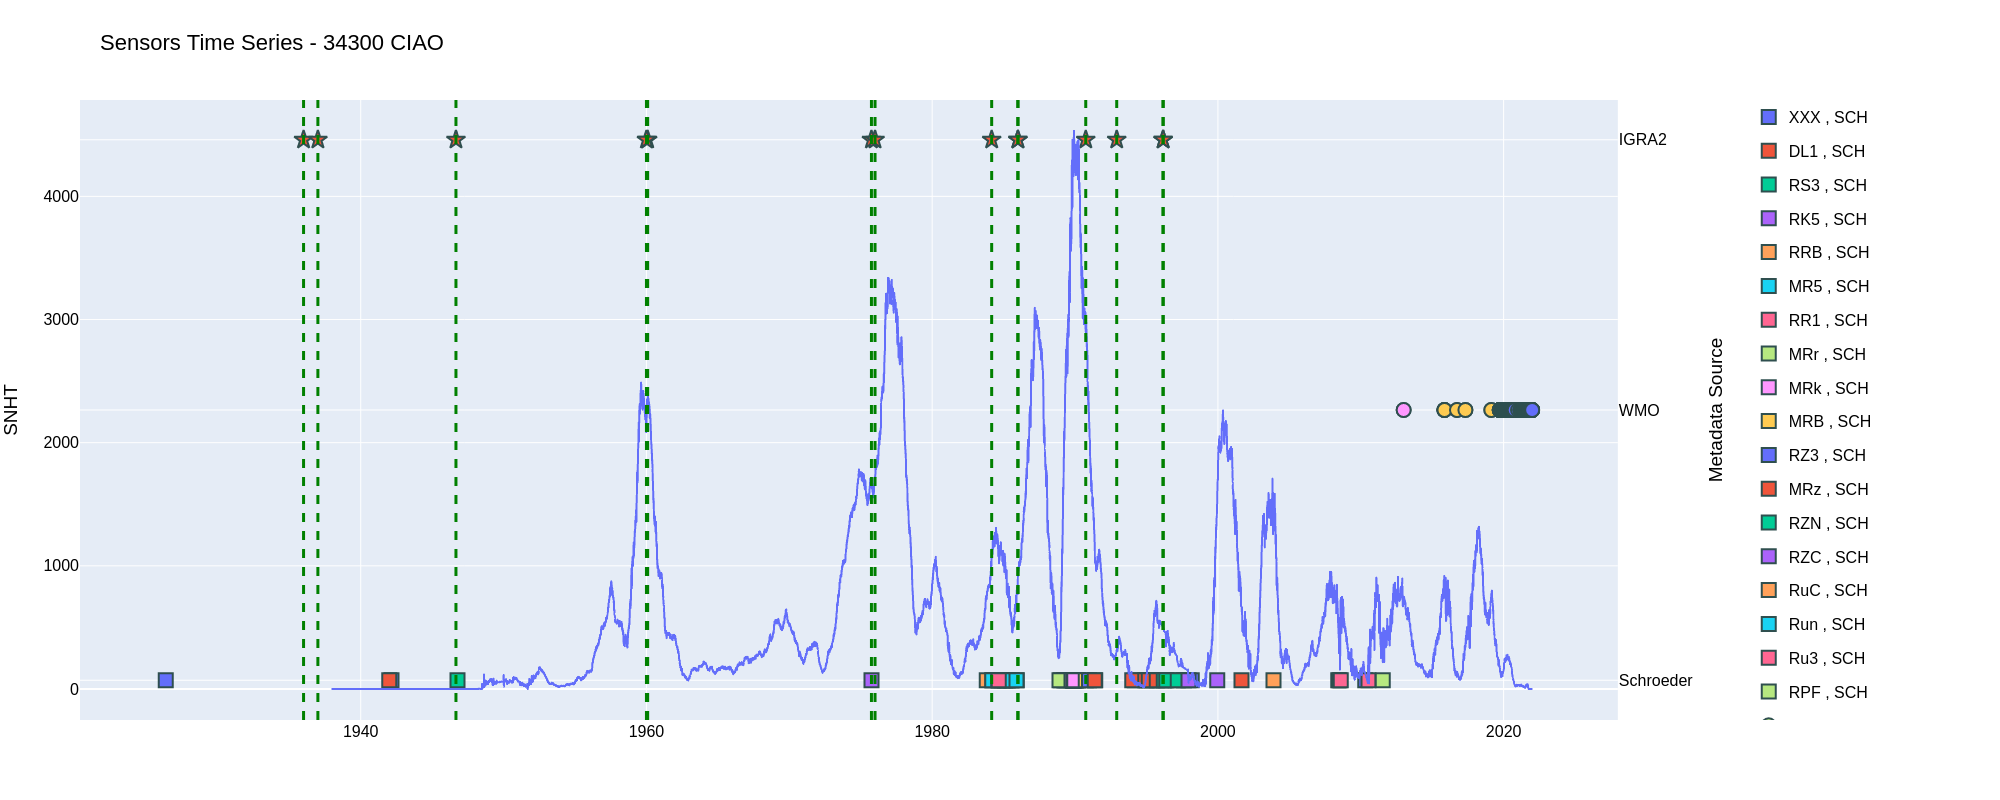 Sensors Time Series - 34300 CIAO
SNHT
4000
3000
2000
1000
0
1940
1960
1980
2000
2020
IGRA2
WMO
Schroeder
Metadata Source
XXX , SCH
DL1 , SCH
RS3 , SCH
RK5 , SCH
RRB , SCH
MR5 , SCH
RR1 , SCH
MRr , SCH
MRk , SCH
MRB , SCH
RZ3 , SCH
MRz , SCH
RZN , SCH
RZC , SCH
RuC , SCH
Run , SCH
Ru3 , SCH
RPF , SCH